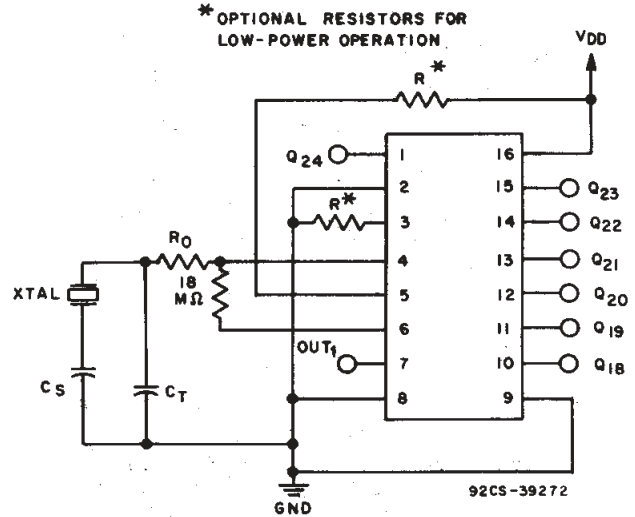 * OPTIONAL RESISTORS FOR
LOW-POWER OPERATION
VDD
R*
Q24
1
16
2
15
Q23
R*
3
14
Q22
RO
4
13
Q21
XTAL
18
MΩ
5
12
Q20
6
11
Q19
OUT1
7
10
Q18
CS
CT
8
9
GND
92CS-39272